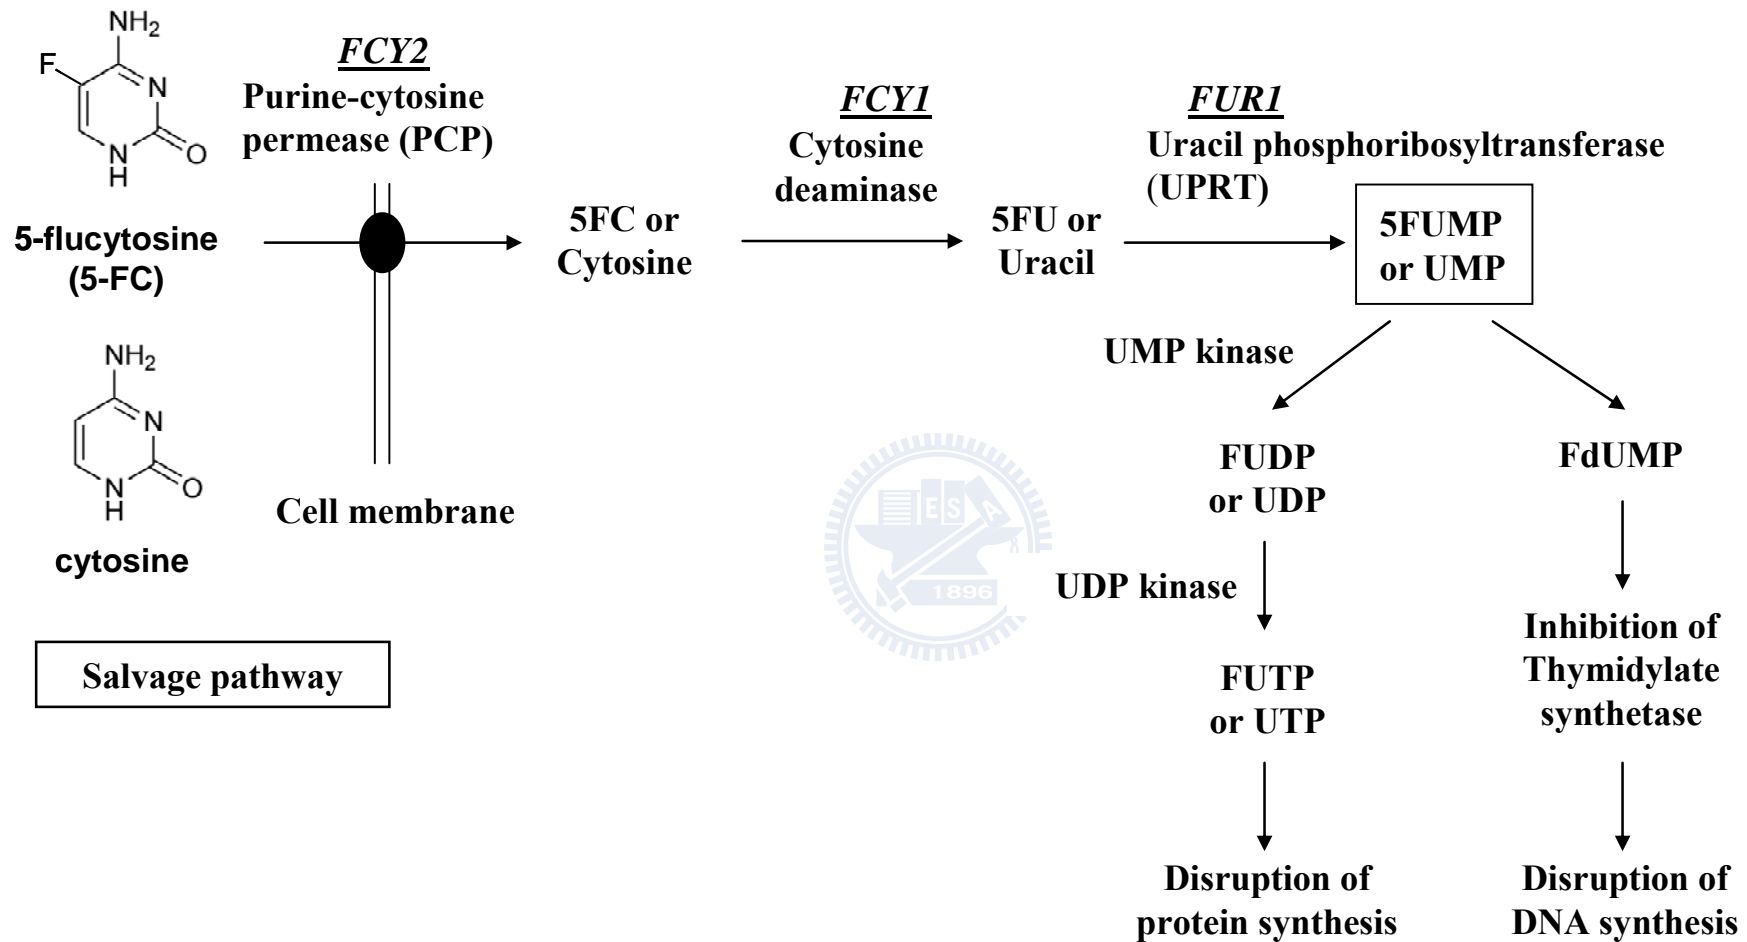 NH2
F
N
N
H
O
5-flucytosine
(5-FC)
NH2
N
N
H
O
cytosine
Salvage pathway
FCY2
Purine-cytosine
permease (PCP)
Cell membrane
5FC or
Cytosine
FCY1
Cytosine
deaminase
5FU or
Uracil
FUR1
Uracil phosphoribosyltransferase
(UPRT)
5FUMP
or UMP
UMP kinase
FUDP
or UDP
UDP kinase
FUTP
or UTP
Disruption of
protein synthesis
FdUMP
Inhibition of
Thymidylate
synthetase
Disruption of
DNA synthesis
E S A
1896